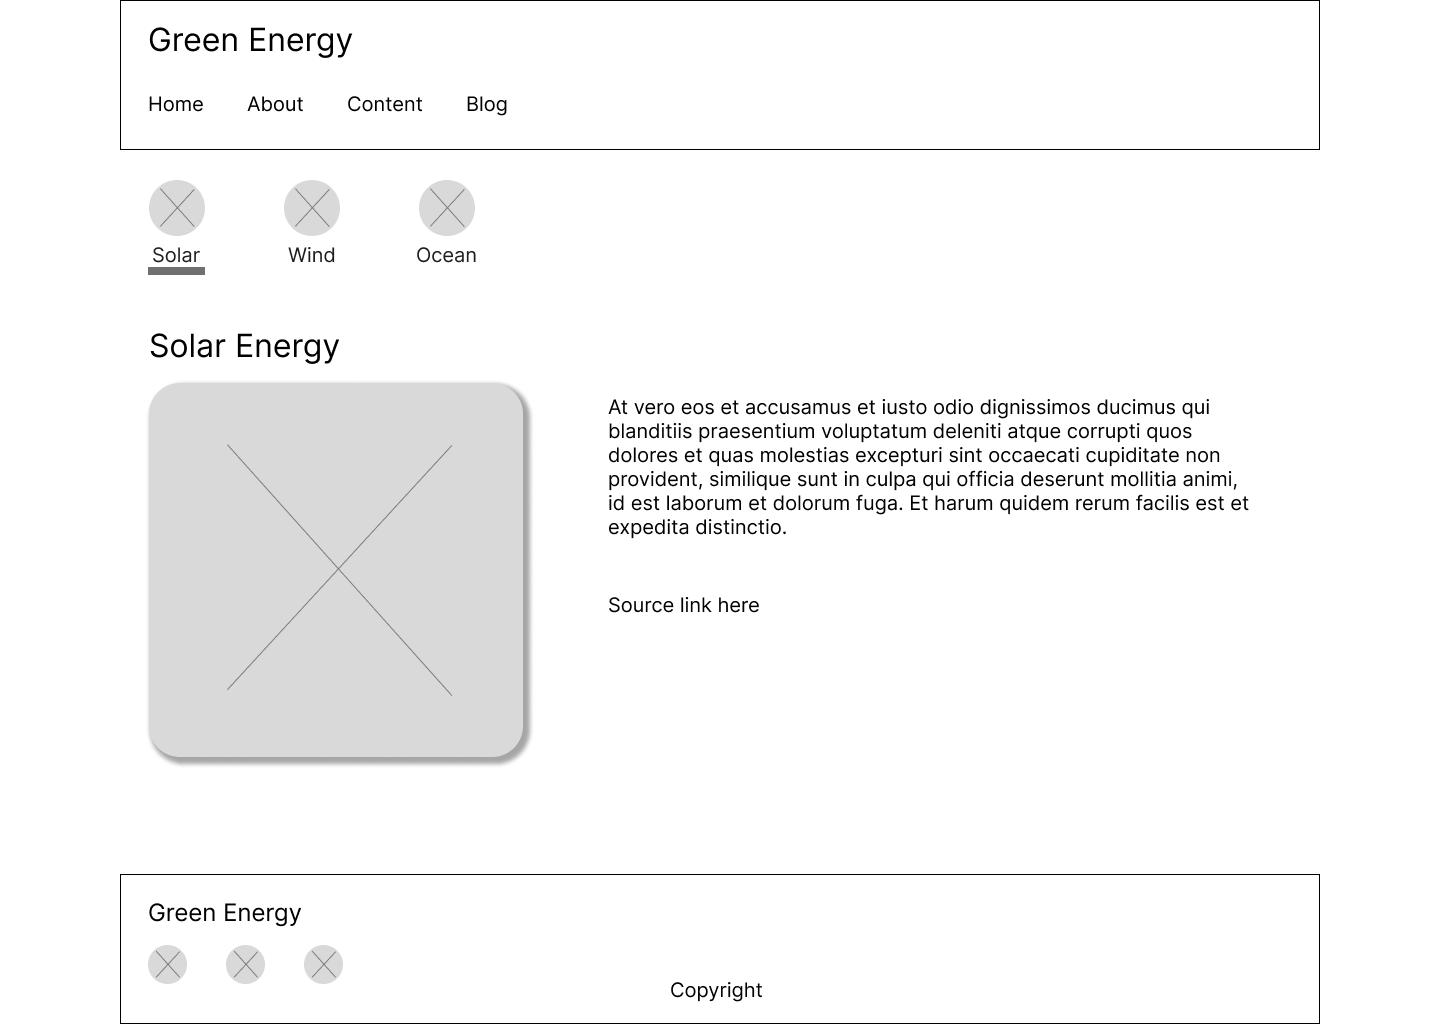 Green Energy
Home About Content Blog
Solar Wind Ocean
Solar Energy
At vero eos et accusamus et iusto odio dignissimos ducimus qui
blanditiis praesentium voluptatum deleniti atque corrupti quos
dolores et quas molestias excepturi sint occaecati cupiditate non
provident, similique sunt in culpa qui officia deserunt mollitia animi,
id est laborum et dolorum fuga. Et harum quidem rerum facilis est et
expedita distinctio.
Source link here
Green Energy
Copyright